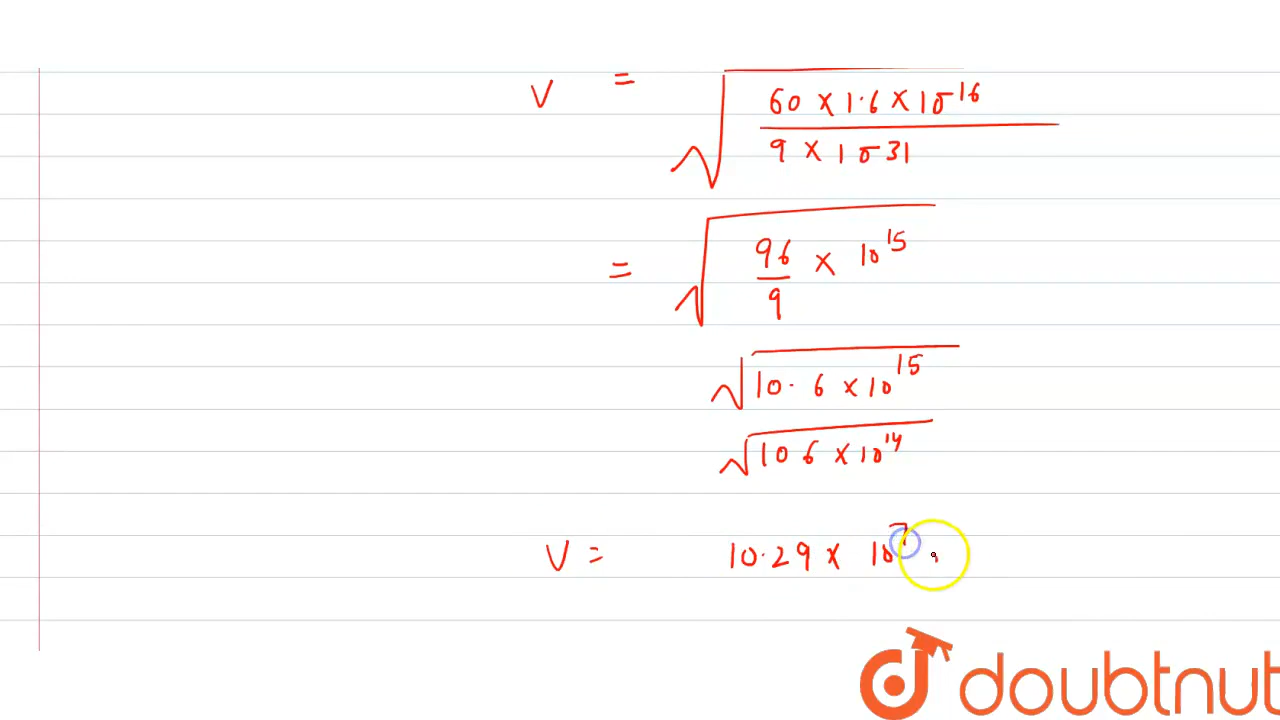 V = √(60 × 1.6 × 10⁻¹⁶
9 × 10⁻³¹)
= √(96/9 × 10¹⁵)
√(10.6 × 10¹⁵)
√(106 × 10¹⁴)
V = 10.29 × 10⁷
doubtnut